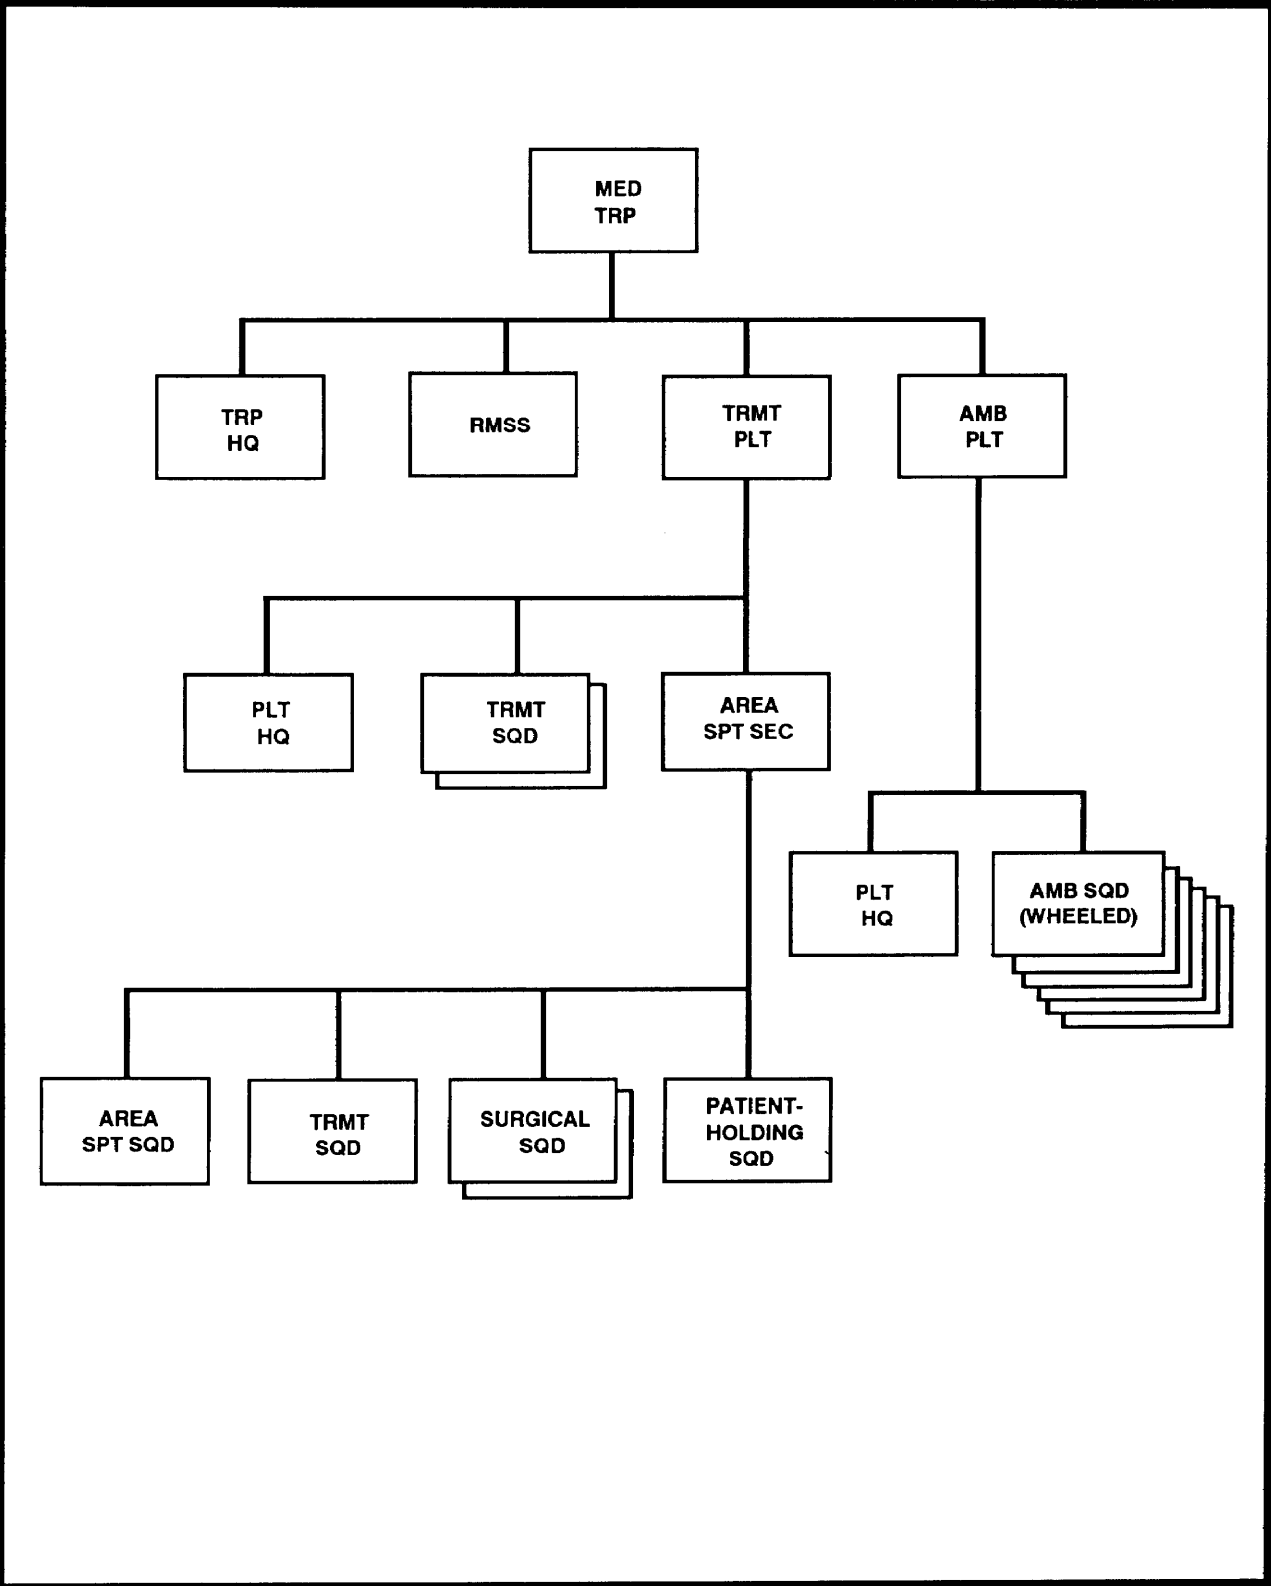 MED
TRP
TRP
HQ
RMSS
TRMT
PLT
AMB
PLT
PLT
HQ
TRMT
SQD
AREA
SPT SEC
PLT
HQ
AMB SQD
(WHEELED)
AREA
SPT SQD
TRMT
SQD
SURGICAL
SQD
PATIENT-
HOLDING
SQD